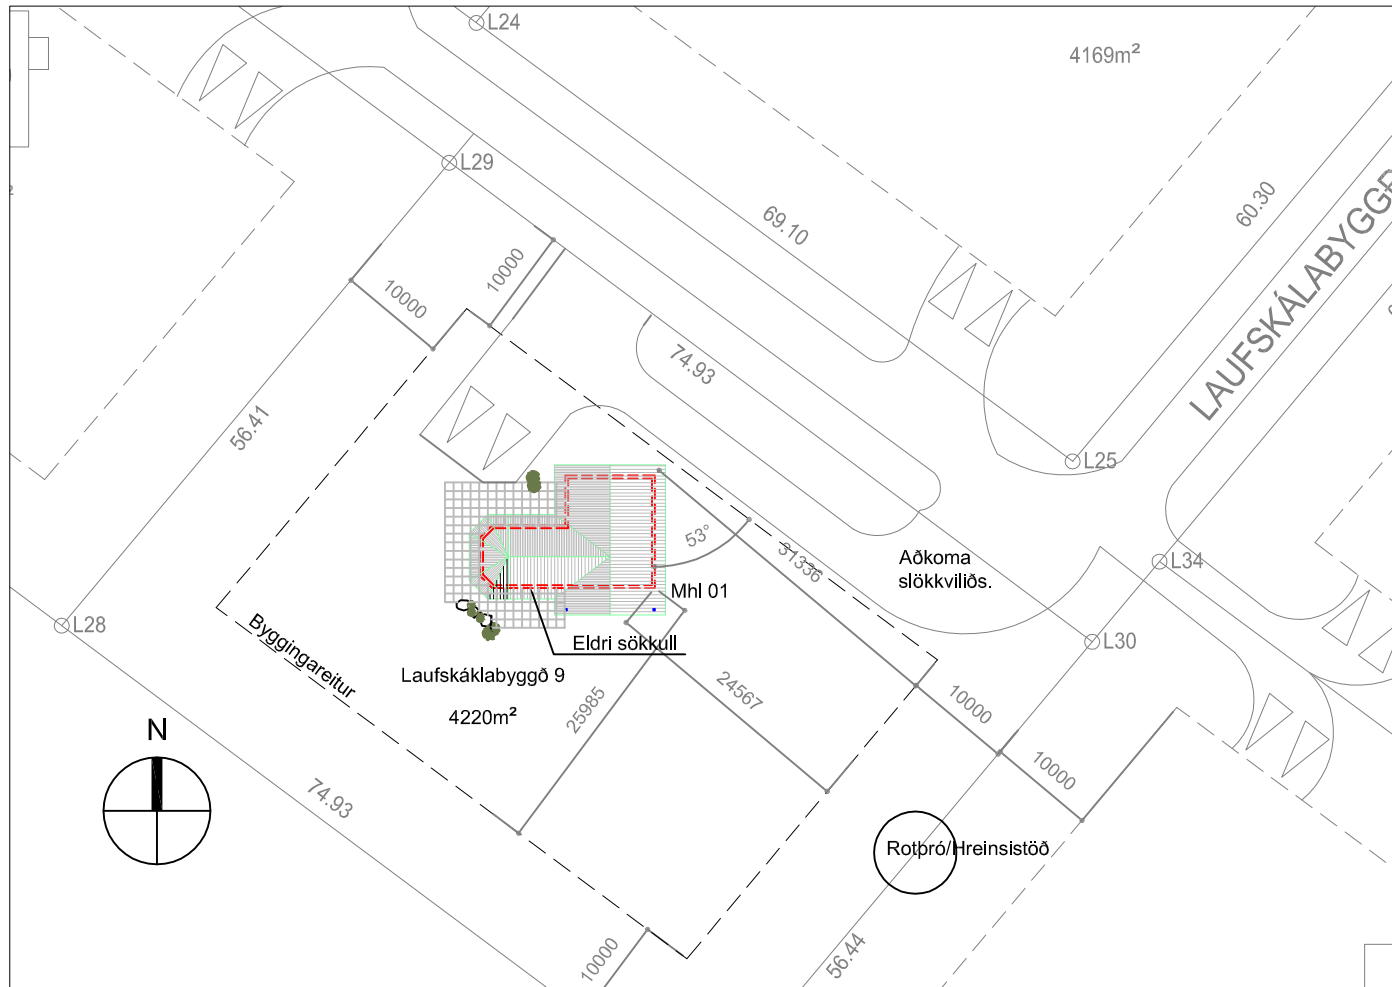 L24
4169m²
L29
69.10
60.30
LAUFSKÁLABYGGÐ
10000
10000
74.93
56.41
L25
53°
31336
Aðkoma
slökkviliðs.
L34
Mhl 01
L28
L30
Byggingareitur
Eldri sökkull
Laufskáklabyggð 9
4220m²
25985
24567
10000
10000
N
74.93
Rotþró/Hreinsistöð
10000
56.44